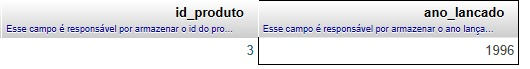 id_produto ano_lancado
Esse campo é responsável por armazenar o id do pro... Esse campo é responsável por armazenar o ano lança...
3 1996